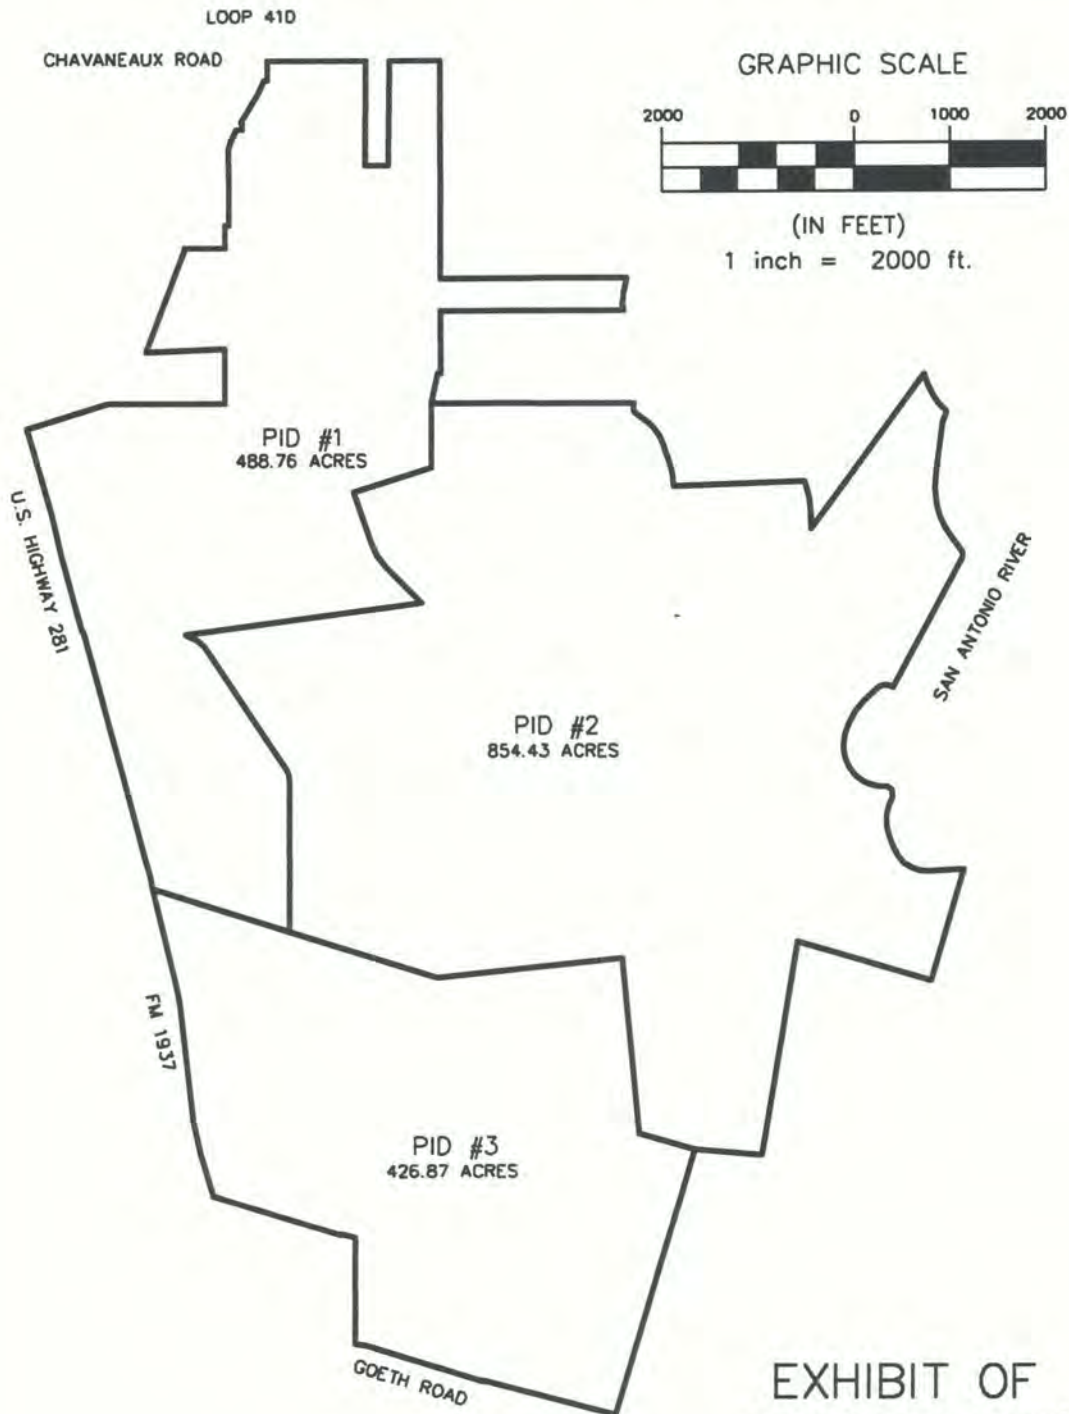 LOOP 410
CHAVANEAUX ROAD
GRAPHIC SCALE
2000 0 1000 2000
(IN FEET)
1 inch = 2000 ft.
PID #1
488.76 ACRES
U.S. HIGHWAY 281
SAN ANTONIO RIVER
PID #2
854.43 ACRES
FM 1937
PID #3
426.87 ACRES
GOETH ROAD
EXHIBIT OF